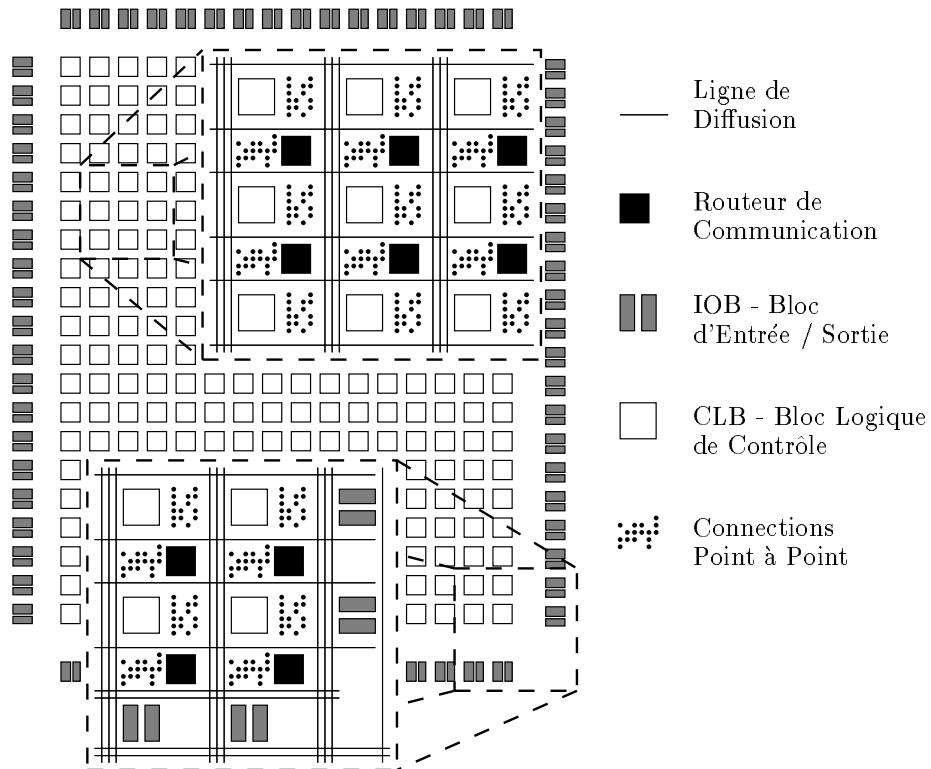 Ligne de
Diffusion
Routeur de
Communication
IOB - Bloc
d'Entrée / Sortie
CLB - Bloc Logique
de Contrôle
Connections
Point à Point